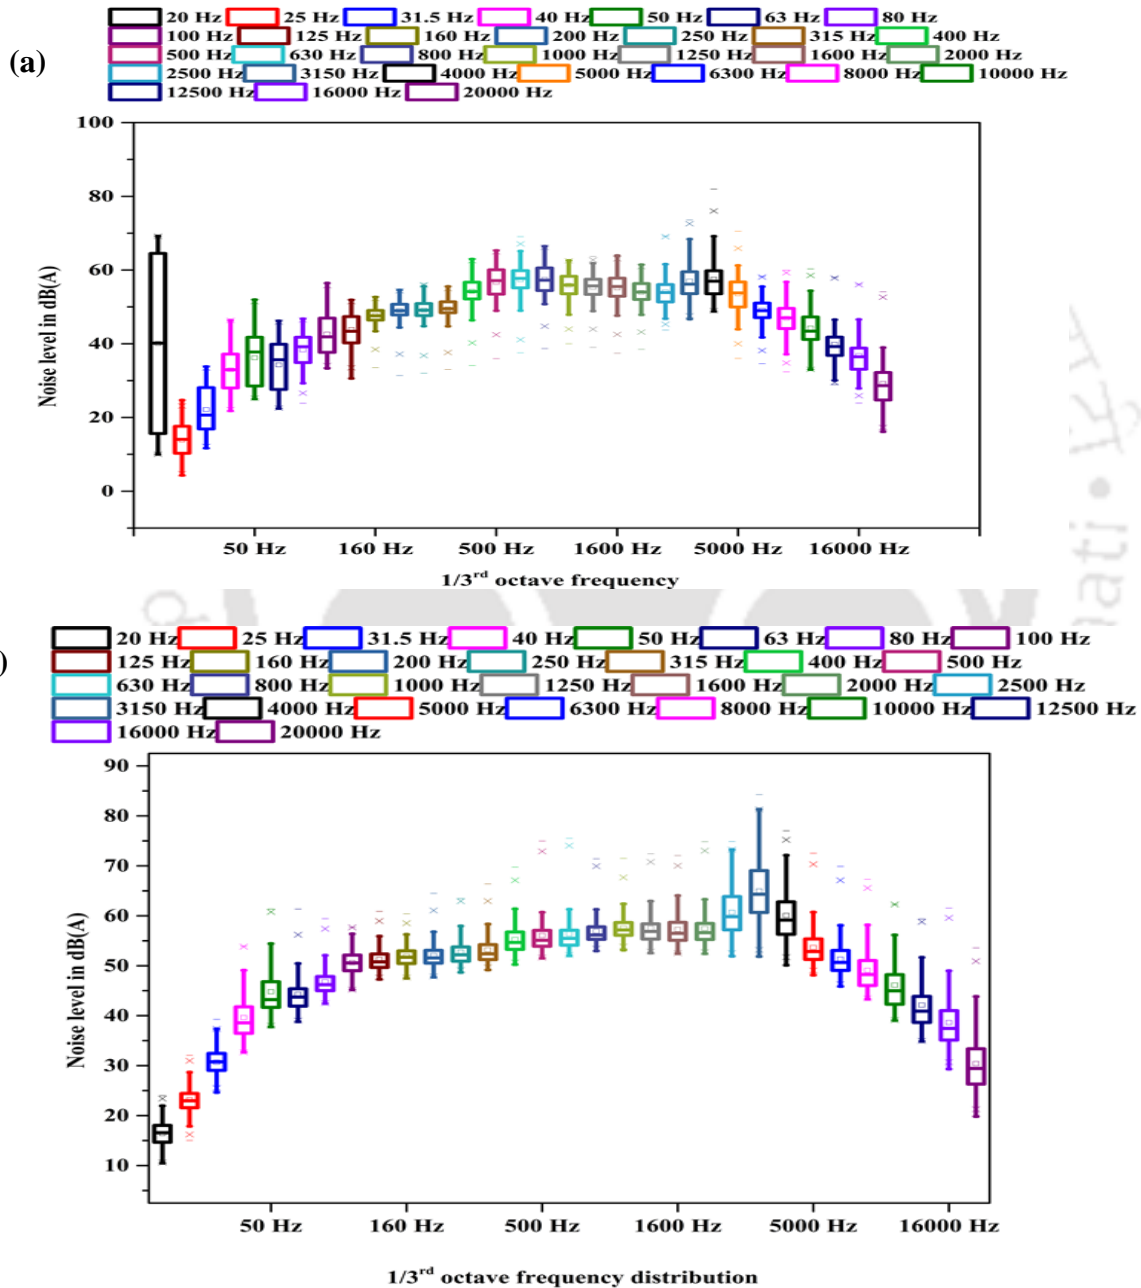 20 Hz 25 Hz 31.5 Hz 40 Hz 50 Hz 63 Hz 80 Hz
100 Hz 125 Hz 160 Hz 200 Hz 250 Hz 315 Hz 400 Hz
(a)
500 Hz 630 Hz 800 Hz 1000 Hz 1250 Hz 1600 Hz 2000 Hz
2500 Hz 3150 Hz 4000 Hz 5000 Hz 6300 Hz 8000 Hz 10000 Hz
12500 Hz 16000 Hz 20000 Hz
100
80
60
40
20
0
Noise level in dB(A)
50 Hz 160 Hz 500 Hz 1600 Hz 5000 Hz 16000 Hz
1/3rd octave frequency
20 Hz 25 Hz 31.5 Hz 40 Hz 50 Hz 63 Hz 80 Hz 100 Hz
)
125 Hz 160 Hz 200 Hz 250 Hz 315 Hz 400 Hz 500 Hz
630 Hz 800 Hz 1000 Hz 1250 Hz 1600 Hz 2000 Hz 2500 Hz
3150 Hz 4000 Hz 5000 Hz 6300 Hz 8000 Hz 10000 Hz 12500 Hz
16000 Hz 20000 Hz
90
80
70
60
50
40
30
20
10
Noise level in dB(A)
50 Hz 160 Hz 500 Hz 1600 Hz 5000 Hz 16000 Hz
1/3rd octave frequency distribution